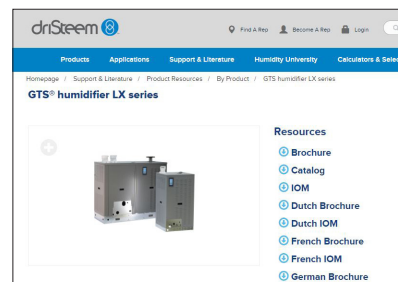 driSteem
Find A Rep Become A Rep Login
Products Applications Support & Literature Humidity University Calculators & Selec
Homepage / Support & Literature / Product Resources / By Product / GTS humidifier LX series
GTS® humidifier LX series
Resources
Brochure
Catalog
IOM
Dutch Brochure
Dutch IOM
French Brochure
French IOM
German Brochure